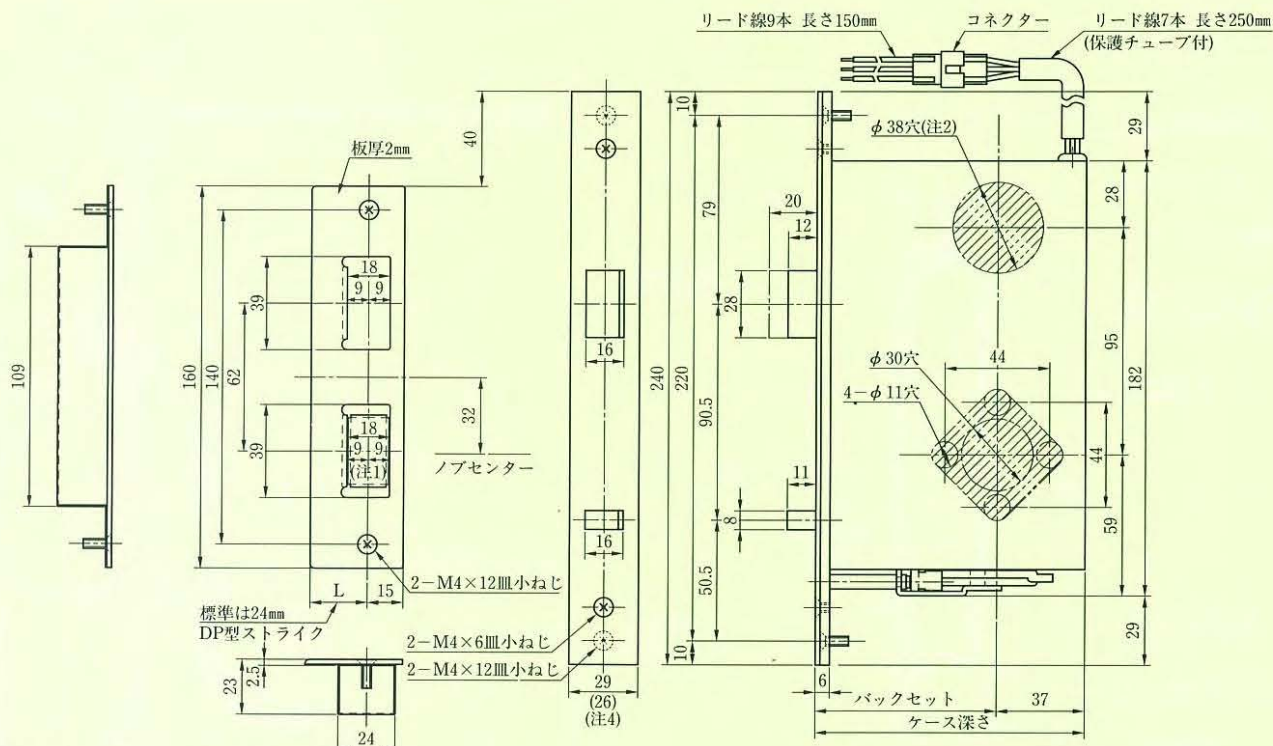 リード線9本 長さ150mm
コネクター
リード線7本 長さ250mm
(保護チューブ付)
板厚2mm
40
10
φ38穴(注2)
29
28
20
12
79
18
9
9
39
28
16
109
160
140
62
240
220
95
182
44
φ30穴
4-φ11穴
90.5
32
ノブセンター
18
9
9
(注1)
39
11
8
16
44
59
50.5
2-M4×12皿小ねじ
L
15
標準は24mm
DP型ストライク
2-M4×6皿小ねじ
2-M4×12皿小ねじ
10
29
23
2.5
24
29
(26)
(注4)
6
バックセット
37
ケース深さ